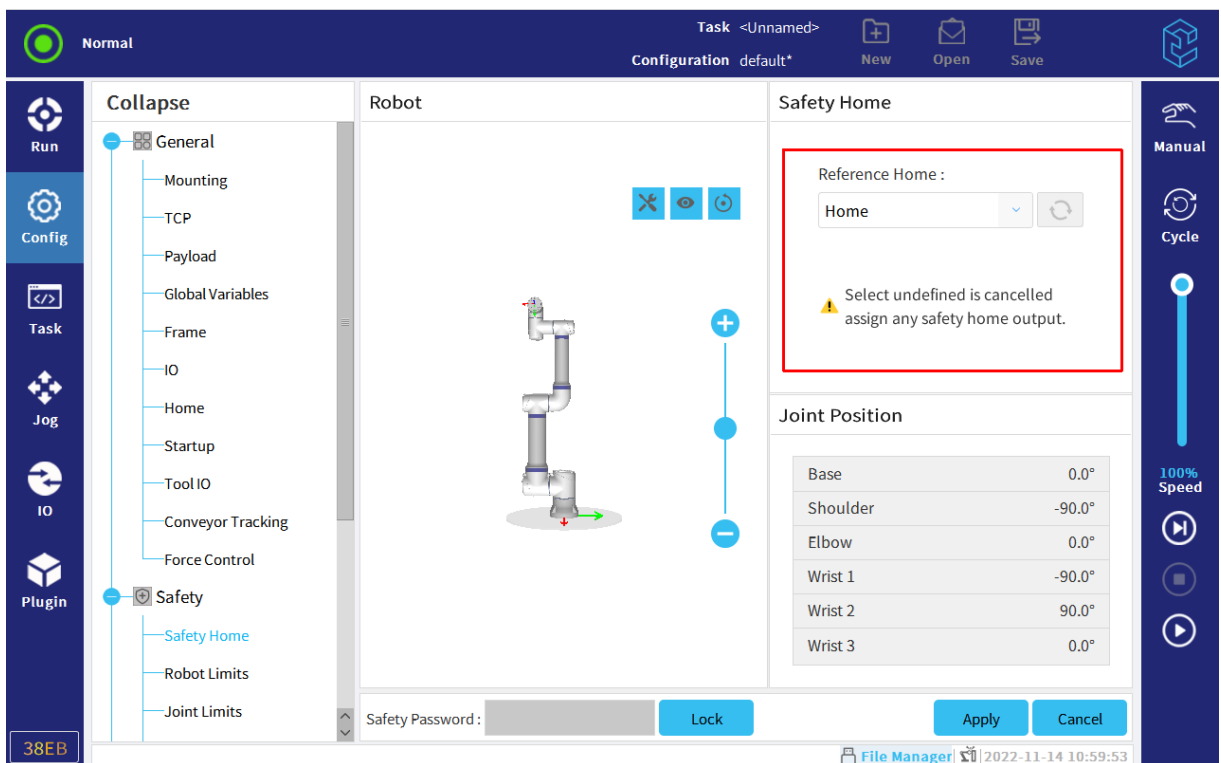 Normal
Task <Unnamed>
Configuration default*
New
Open
Save
Run
Config
Task
Jog
IO
Plugin
38EB
Collapse
General
Mounting
TCP
Payload
Global Variables
Frame
IO
Home
Startup
Tool IO
Conveyor Tracking
Force Control
Safety
Safety Home
Robot Limits
Joint Limits
Robot
Safety Home
Reference Home :
Home
Select undefined is cancelled
assign any safety home output.
Joint Position
Base 0.0°
Shoulder -90.0°
Elbow 0.0°
Wrist 1 -90.0°
Wrist 2 90.0°
Wrist 3 0.0°
Safety Password :
Lock
Apply
Cancel
File Manager
2022-11-14 10:59:53
Manual
Cycle
100%
Speed